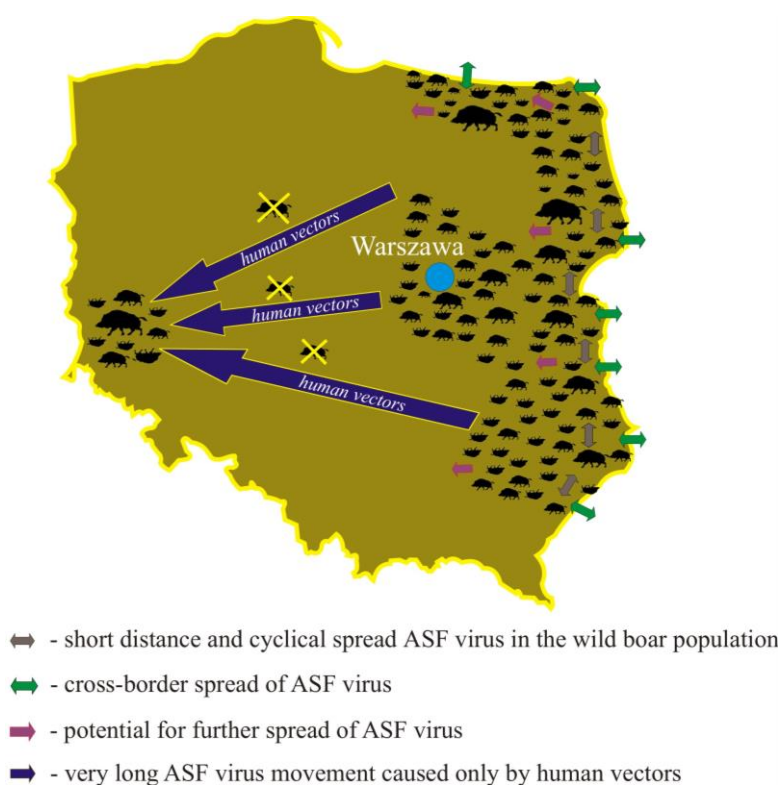 human vectors
Warszawa
human vectors
human vectors
- short distance and cyclical spread ASF virus in the wild boar population
- cross-border spread of ASF virus
- potential for further spread of ASF virus
- very long ASF virus movement caused only by human vectors